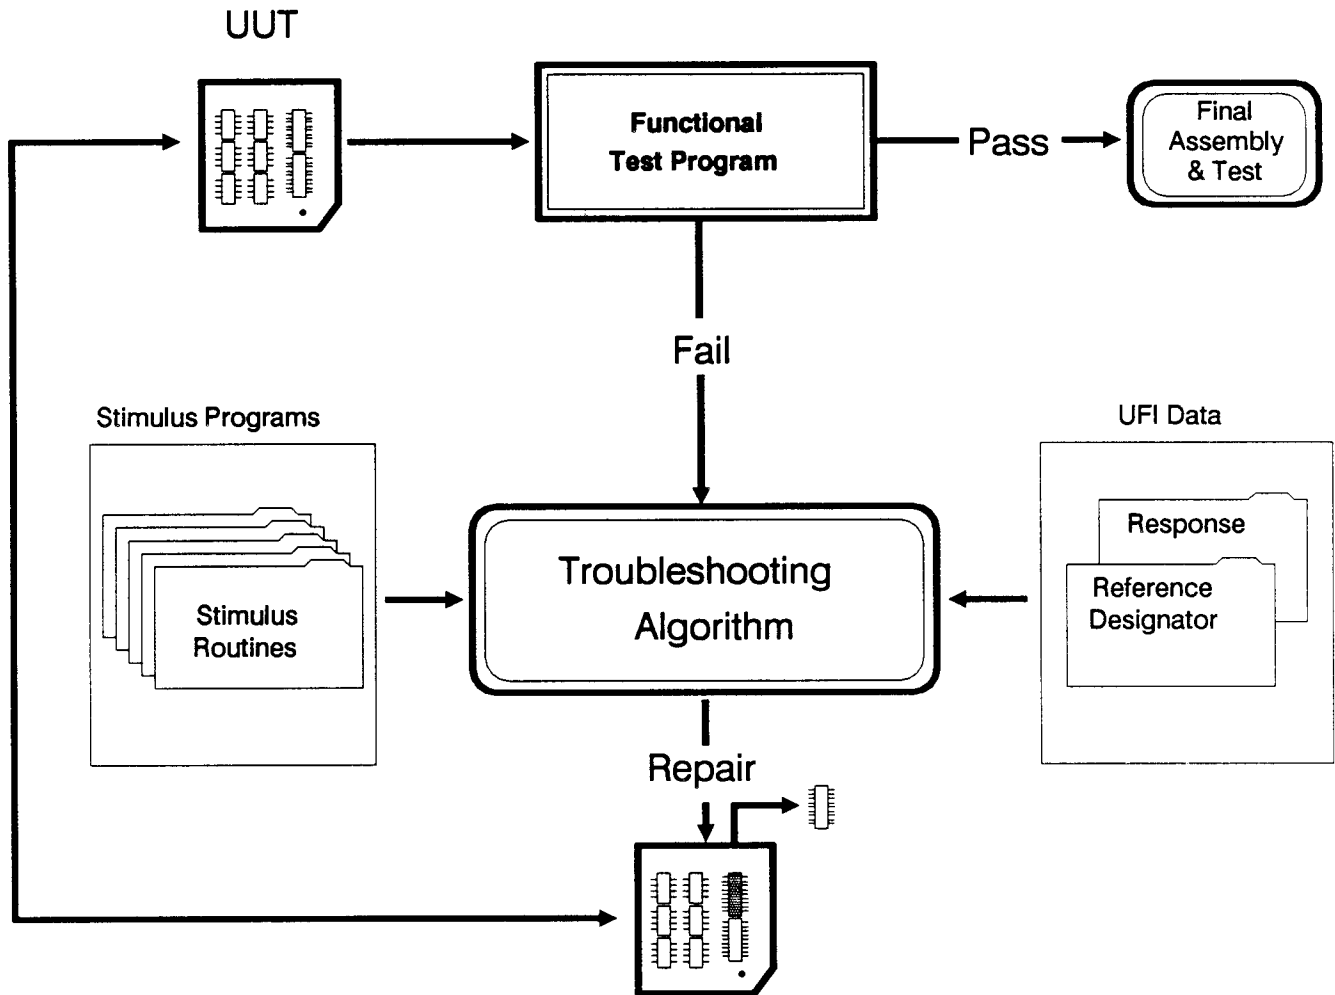 UUT
Functional
Test Program
Pass
Final
Assembly
& Test
Fail
Stimulus Programs
UFI Data
Stimulus
Routines
Troubleshooting
Algorithm
Response
Reference
Designator
Repair